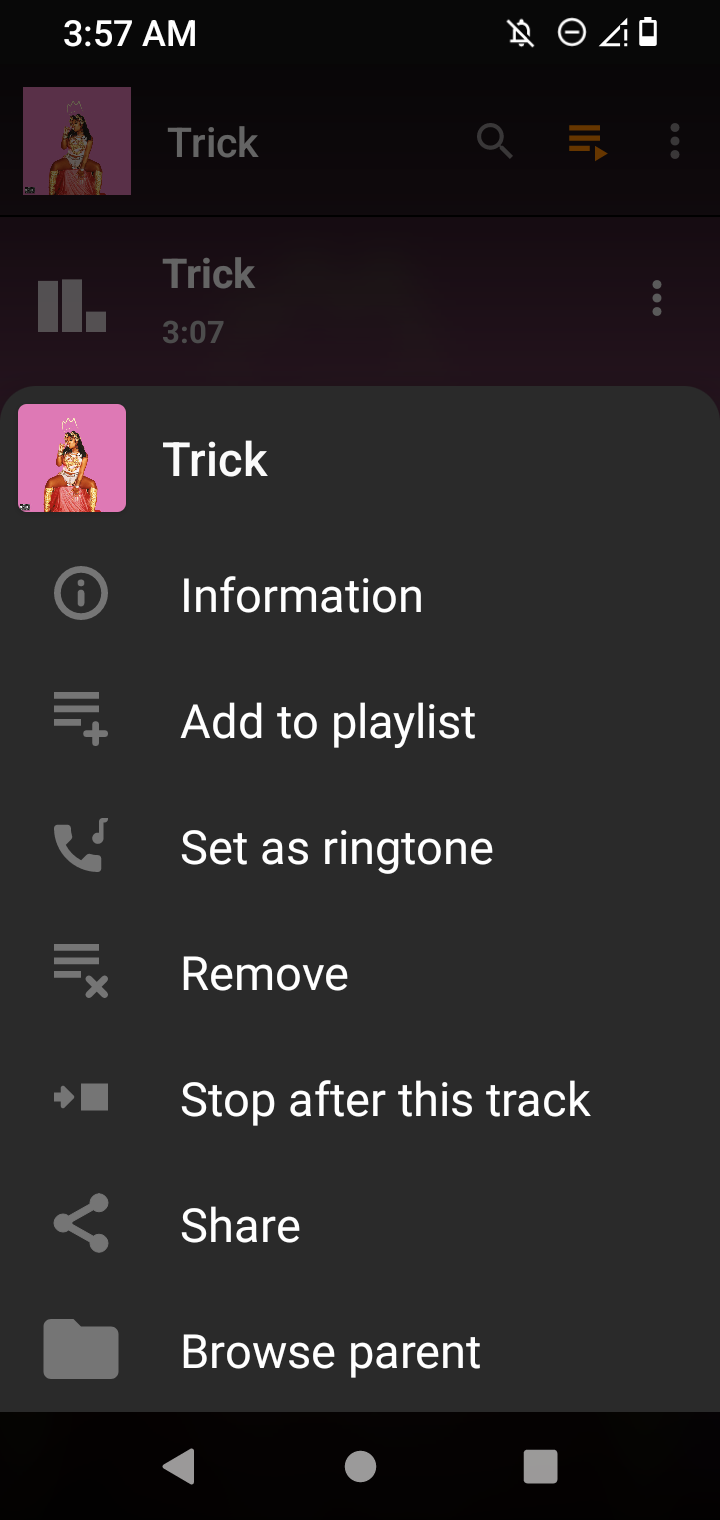 3:57 AM
Trick
Trick
3:07
Trick
Information
Add to playlist
Set as ringtone
Remove
Stop after this track
Share
Browse parent